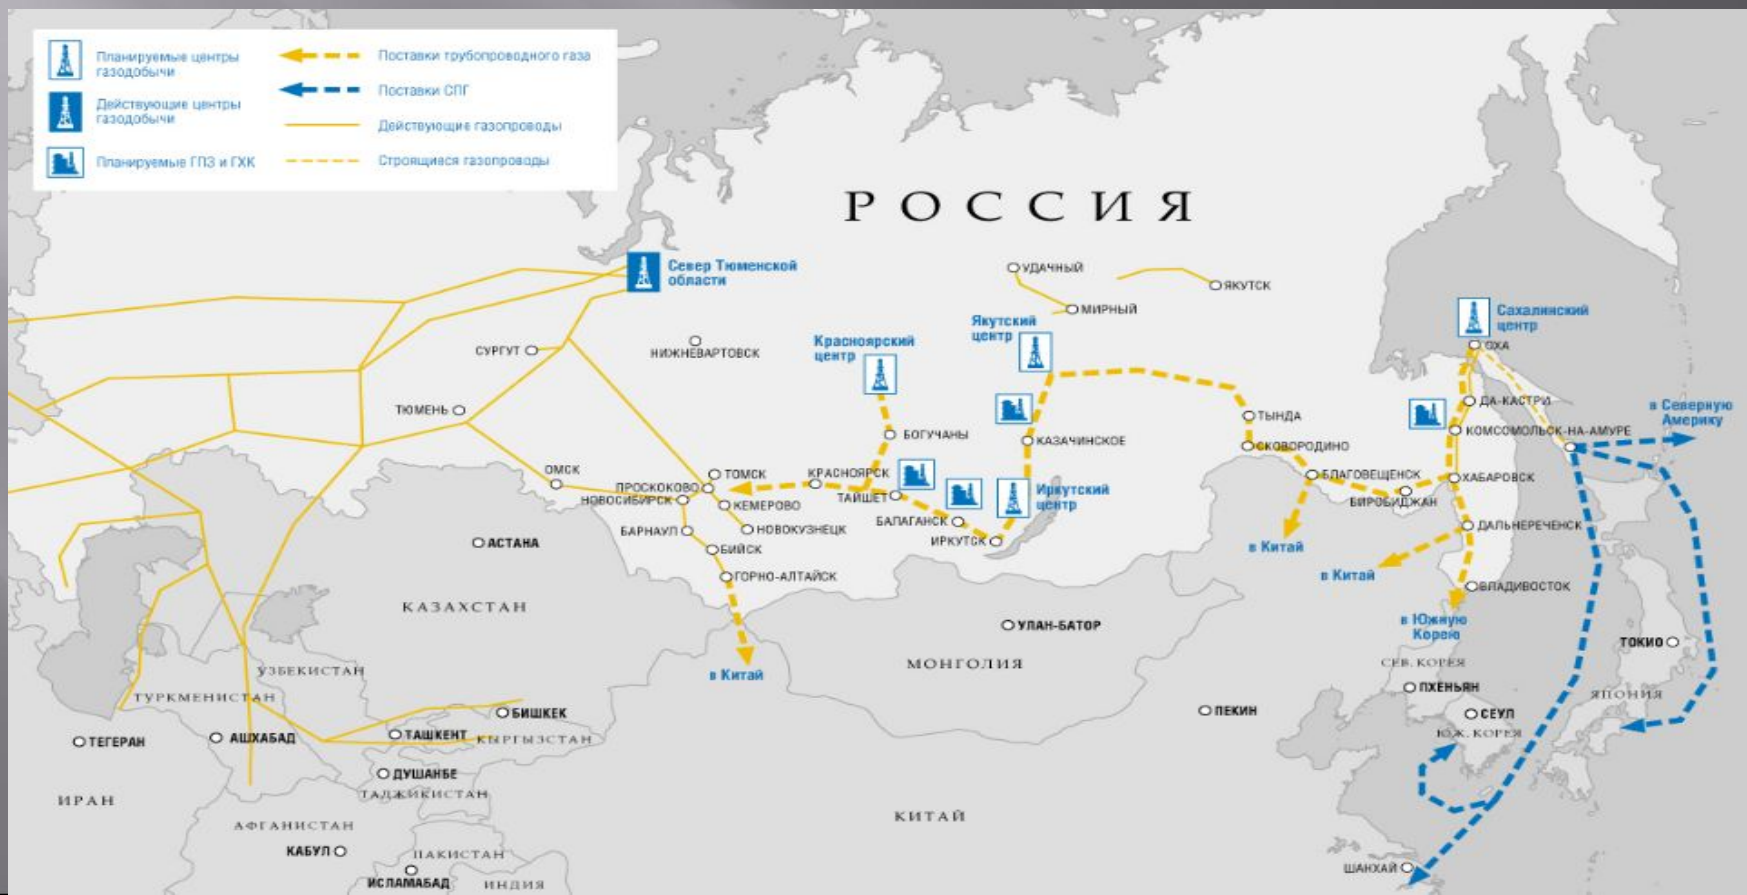 Планируемые центры
газодобычи
Действующие центры
газодобычи
Планируемые ГПЗ и ГХК
Поставки трубопроводного газа
Поставки СПГ
Действующие газопроводы
Строящиеся газопроводы
РОССИЯ
Север Тюменской
области
УДАЧНЫЙ
ЯКУТСК
МИРНЫЙ
Сахалинский
центр
Якутский
центр
Красноярский
центр
СУРГУТ
НИЖНЕВАРТОВСК
ОХА
ТЮМЕНЬ
ТЫНДА
ДА-КАСТРИ
в Северную
Америку
БОГУЧАНЫ
КАЗАЧИНСКОЕ
СКОВОРОДИНО
КОМСОМОЛЬСК-НА-АМУРЕ
ОМСК
ТОМСК
КРАСНОЯРСК
БЛАГОВЕЩЕНСК
ХАБАРОВСК
ПРОСКОКОВО
НОВОСИБИРСК
КЕМЕРОВО
ТАЙШЕТ
Иркутский
центр
БИРОБИДЖАН
БАРНАУЛ
НОВОКУЗНЕЦК
БАЛАГАНСК
ДАЛЬНЕРЕЧЕНСК
АСТАНА
БИЙСК
ИРКУТСК
в Китай
ГОРНО-АЛТАЙСК
в Китай
ВЛАДИВОСТОК
КАЗАХСТАН
УЛАН-БАТОР
в Южную
Корею
ТОКИО
УЗБЕКИСТАН
в Китай
МОНГОЛИЯ
СЕВ. КОРЕЯ
ТУРКМЕНИСТАН
ПХЕНЬЯН
ЯПОНИЯ
БИШКЕК
ПЕКИН
СЕУЛ
ТЕГЕРАН
АШХАБАД
ТАШКЕНТ
КЫРГЫЗСТАН
ЮЖ. КОРЕЯ
ДУШАНБЕ
ТАДЖИКИСТАН
ИРАН
КИТАЙ
АФГАНИСТАН
КАБУЛ
ПАКИСТАН
ШАНХАЙ
ИСЛАМАБАД
ИНДИЯ